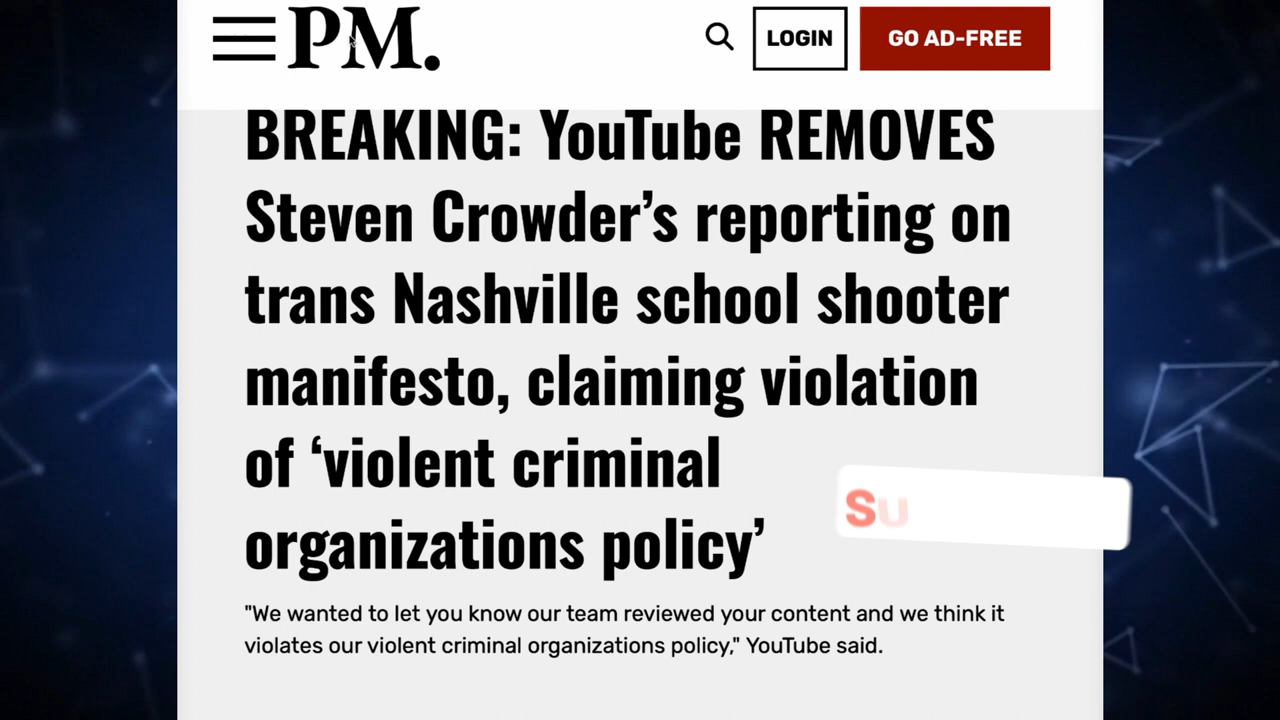 PM.
LOGIN
GO AD-FREE
BREAKING: YouTube REMOVES
Steven Crowder’s reporting on
trans Nashville school shooter
manifesto, claiming violation
of ‘violent criminal
organizations policy’
Su
"We wanted to let you know our team reviewed your content and we think it
violates our violent criminal organizations policy," YouTube said.